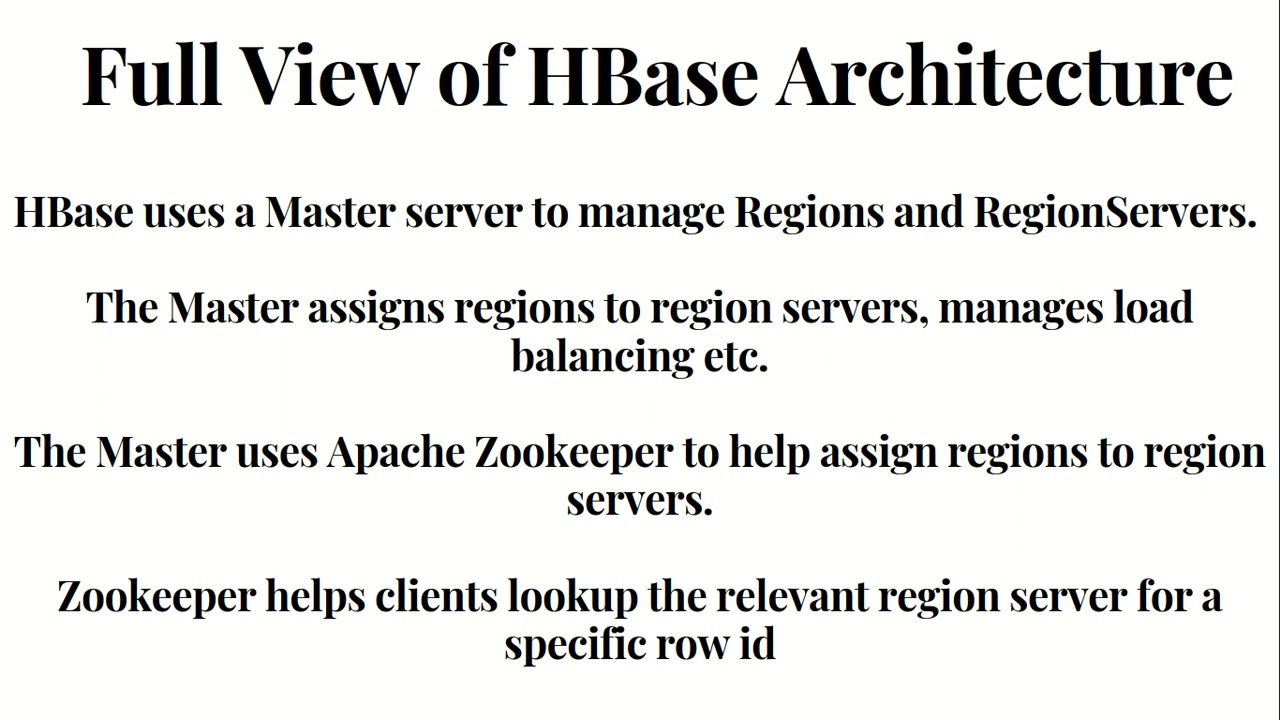 Full View of HBase Architecture
HBase uses a Master server to manage Regions and RegionServers.
The Master assigns regions to region servers, manages load
balancing etc.
The Master uses Apache Zookeeper to help assign regions to region
servers.
Zookeeper helps clients lookup the relevant region server for a
specific row id